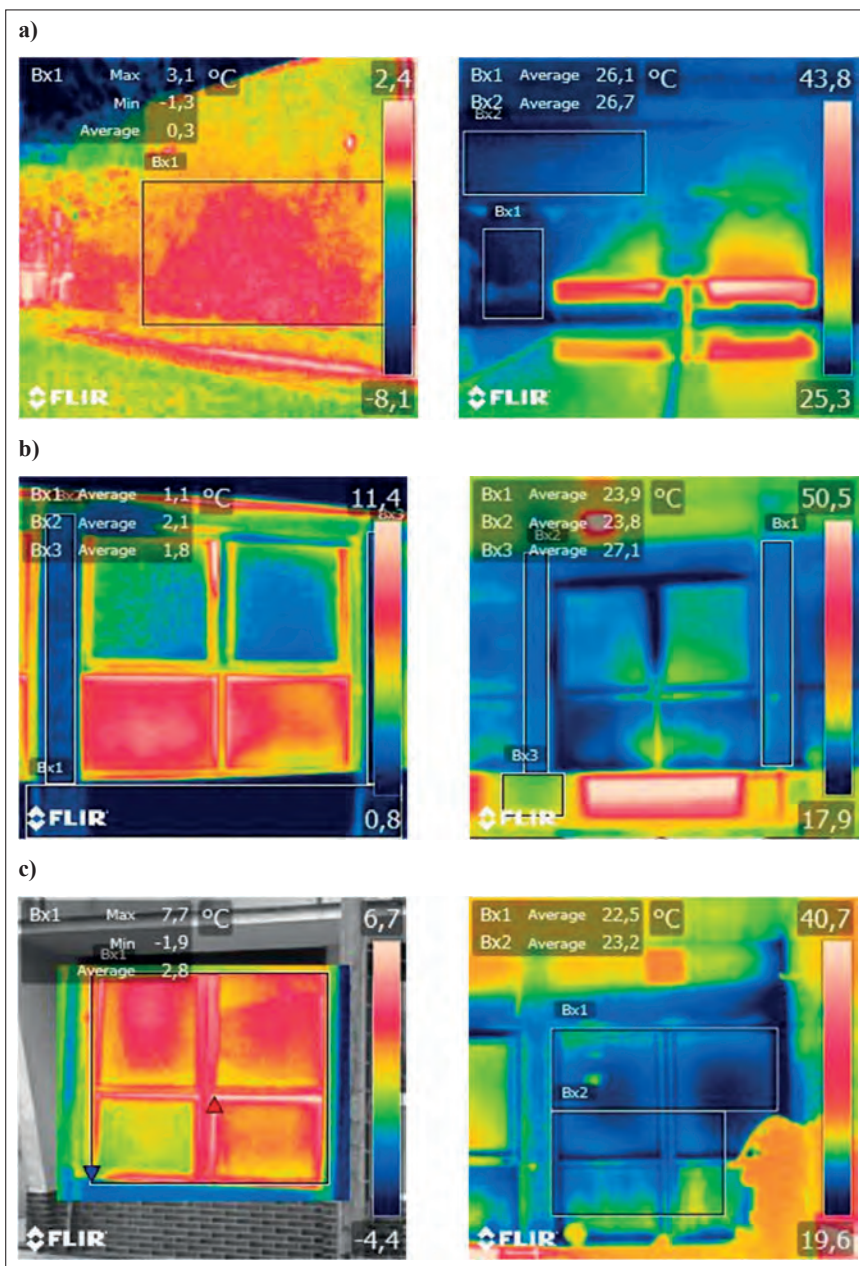 a)
Bx1 Max 3,1 °C 2,4
Min -1,3
Average 0,3
Bx1
FLIR -8,1
Bx1 Average 26,1 °C 43,8
Bx2 Average 26,7
Bx2
Bx1
FLIR 25,3
b)
Bx1 Average 1,1 °C 11,4
Bx2
Bx2 Average 2,1 Bx3
Bx3 Average 1,8
Bx1
FLIR 0,8
Bx1 Average 23,9 °C 50,5
Bx2 Average 23,8 Bx1
Bx2
Bx3 Average 27,1
Bx3
FLIR 17,9
c)
Bx1 Max 7,7 °C 6,7
Min -1,9
Bx1
Average 2,8
FLIR -4,4
Bx1 Average 22,5 °C 40,7
Bx2 Average 23,2
Bx1
Bx2
FLIR 19,6